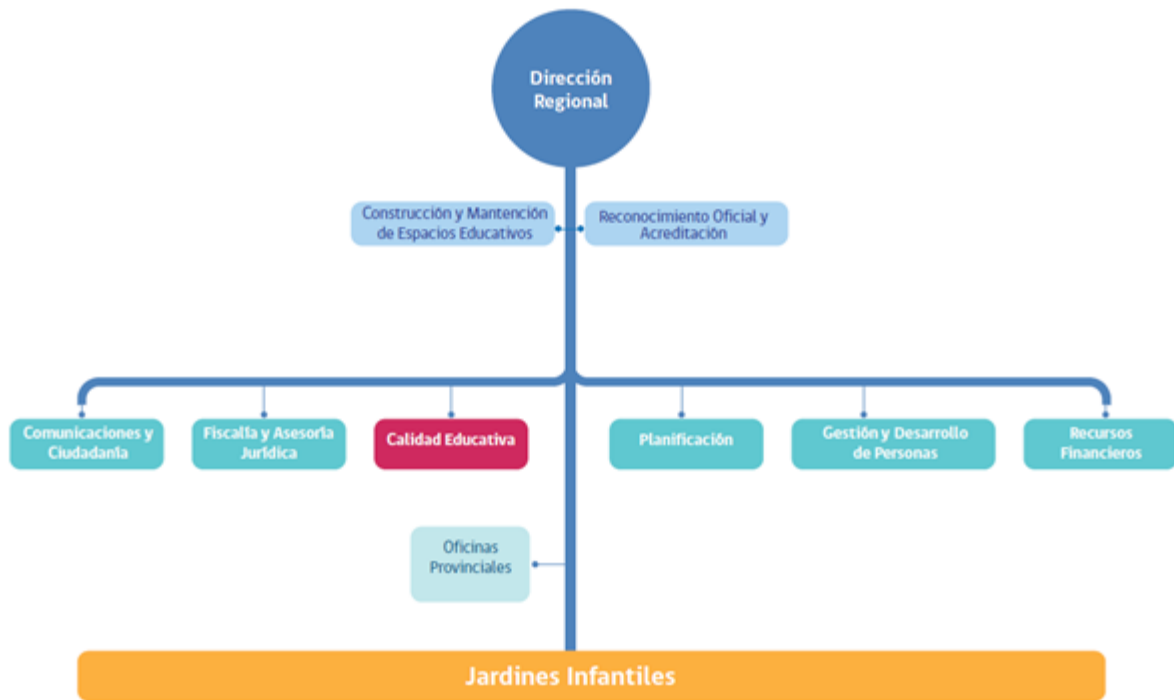 Dirección
Regional
Construcción y Mantención
de Espacios Educativos
Reconocimiento Oficial y
Acreditación
Comunicaciones y
Ciudadanía
Fiscalía y Asesoría
Jurídica
Calidad Educativa
Planificación
Gestión y Desarrollo
de Personas
Recursos
Financieros
Oficinas
Provinciales
Jardines Infantiles